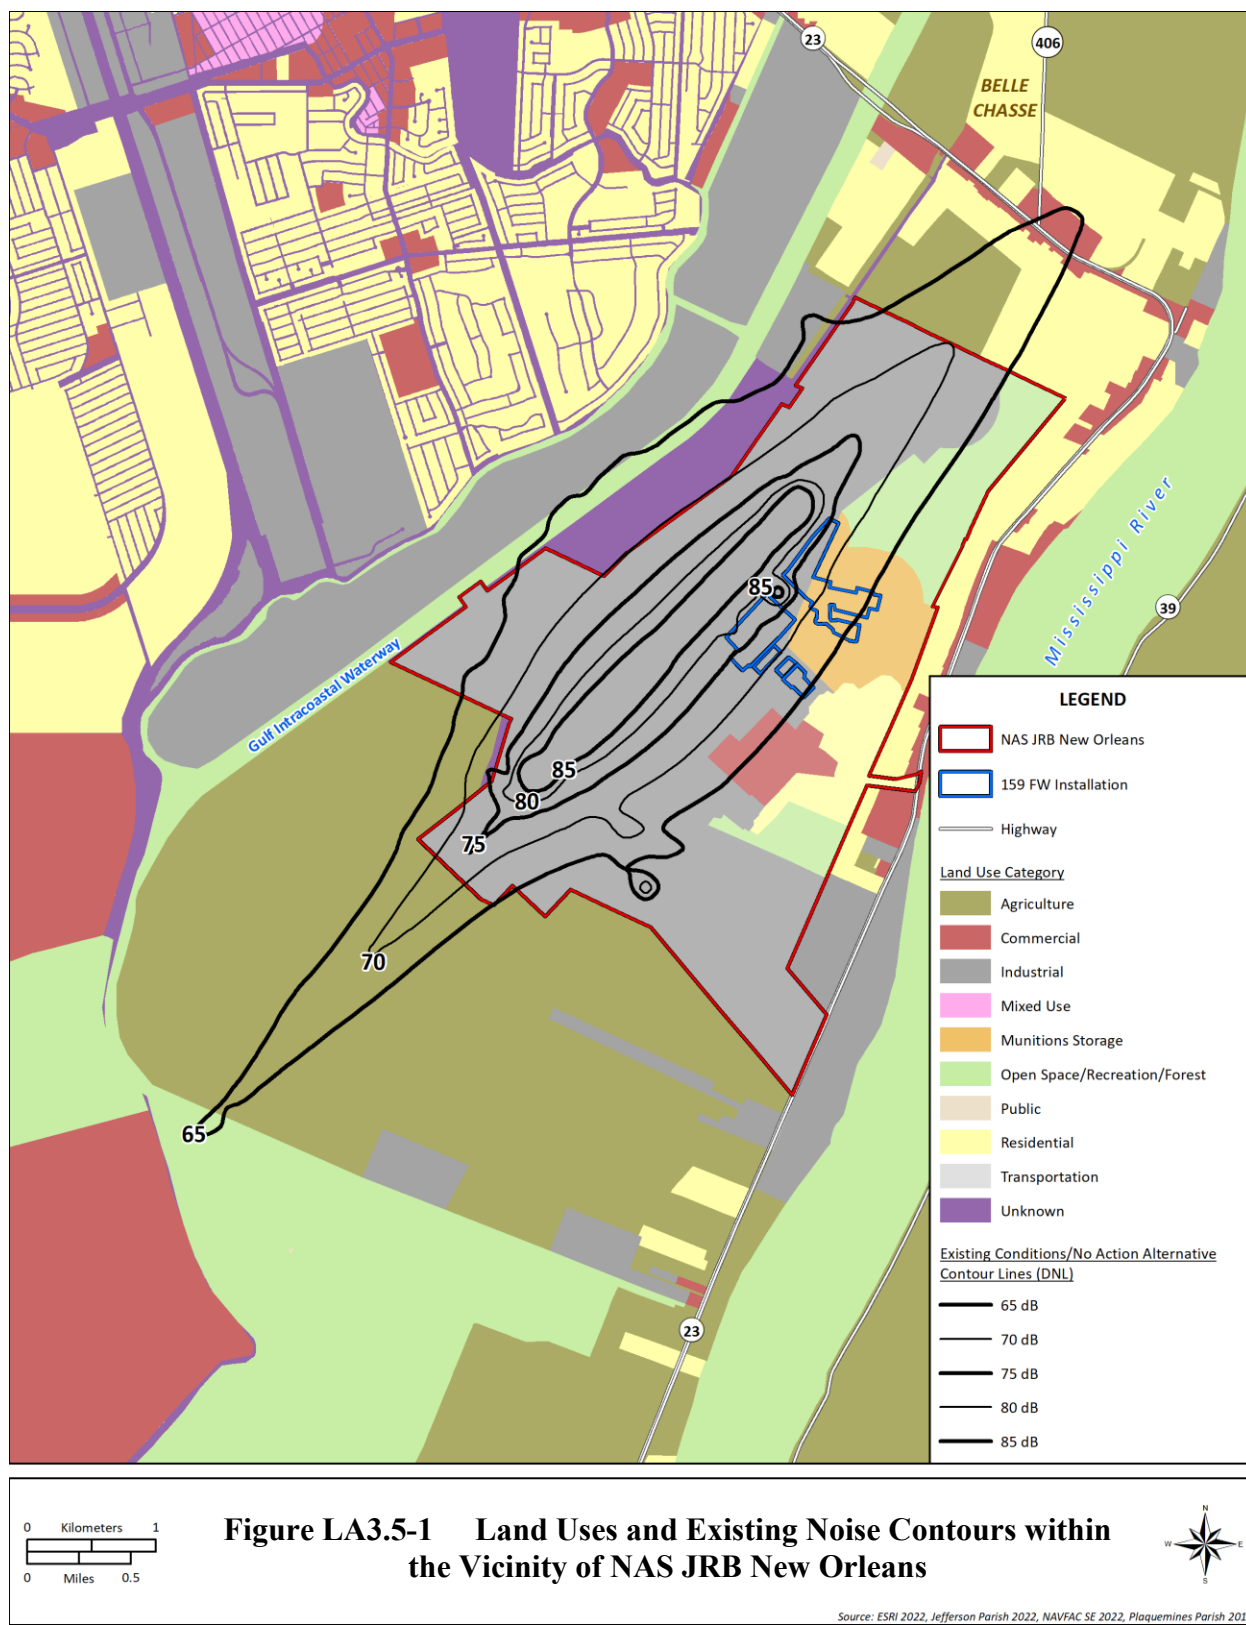 23
406
BELLE
CHASSE
Mississippi River
39
85
Gulf Intracoastal Waterway
85
80
75
70
65
23
LEGEND
NAS JRB New Orleans
159 FW Installation
Highway
Land Use Category
Agriculture
Commercial
Industrial
Mixed Use
Munitions Storage
Open Space/Recreation/Forest
Public
Residential
Transportation
Unknown
Existing Conditions/No Action Alternative
Contour Lines (DNL)
65 dB
70 dB
75 dB
80 dB
85 dB
0 Kilometers 1
0 Miles 0.5
Figure LA3.5-1 Land Uses and Existing Noise Contours within
the Vicinity of NAS JRB New Orleans
N
W E
S
Source: ESRI 2022, Jefferson Parish 2022, NAVFAC SE 2022, Plaquemines Parish 201